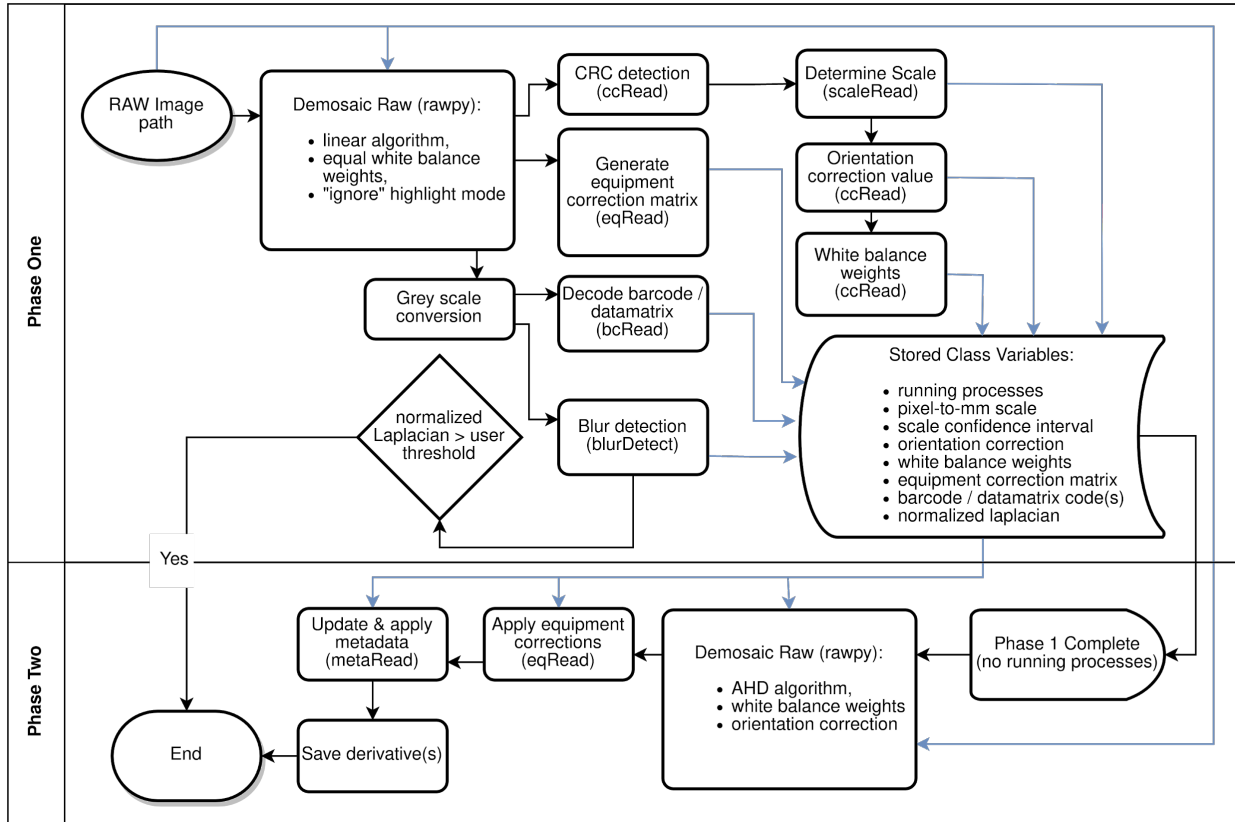 Phase One
RAW Image
path
Demosaic Raw (rawpy):
• linear algorithm,
• equal white balance
weights,
• "ignore" highlight mode
CRC detection
(ccRead)
Determine Scale
(scaleRead)
Generate
equipment
correction matrix
(eqRead)
Orientation
correction value
(ccRead)
White balance
weights
(ccRead)
Grey scale
conversion
Decode barcode /
datamatrix
(bcRead)
normalized
Laplacian > user
threshold
Blur detection
(blurDetect)
Stored Class Variables:
• running processes
• pixel-to-mm scale
• scale confidence interval
• orientation correction
• white balance weights
• equipment correction matrix
• barcode / datamatrix code(s)
• normalized laplacian
Yes
Phase Two
Update & apply
metadata
(metaRead)
Apply equipment
corrections
(eqRead)
Demosaic Raw (rawpy):
• AHD algorithm,
• white balance weights
• orientation correction
Phase 1 Complete
(no running processes)
End
Save derivative(s)